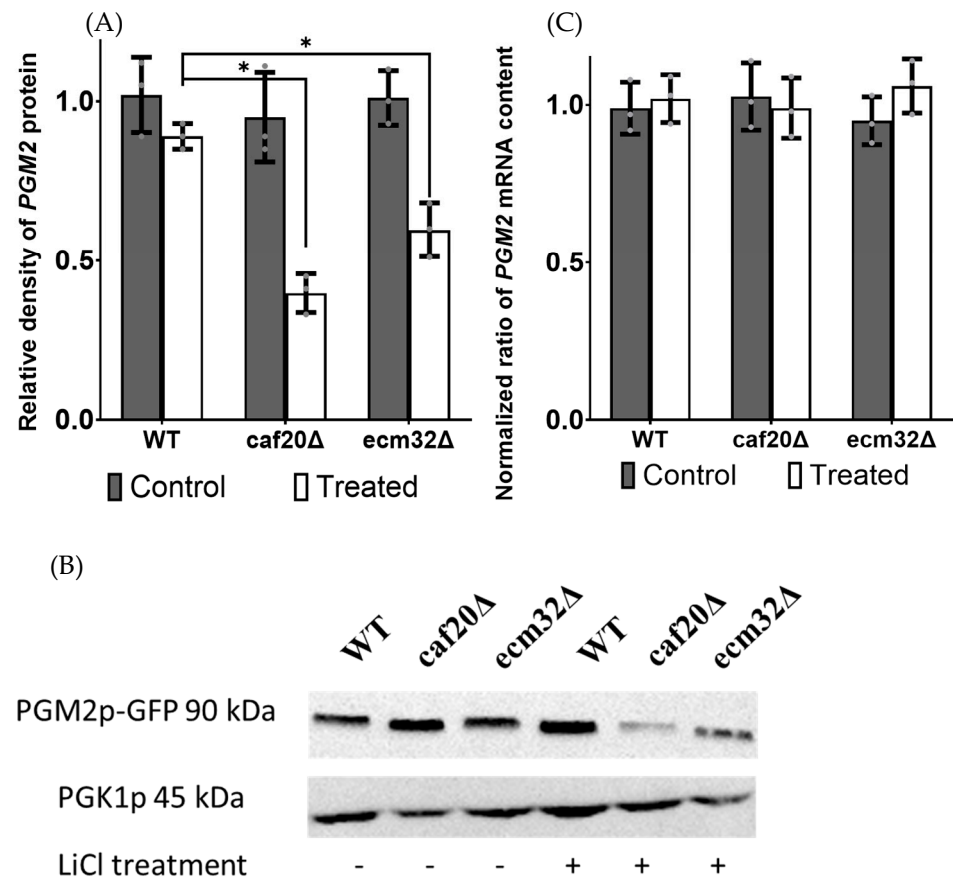 (A)
Relative density of PGM2 protein
1.0
0.5
0.0
*
*
WT caf20Δ ecm32Δ
Control Treated
(C)
Normalized ratio of PGM2 mRNA content
1.0
0.5
0.0
WT caf20Δ ecm32Δ
Control Treated
(B)
WT caf20Δ ecm32Δ WT caf20Δ ecm32Δ
PGM2p-GFP 90 kDa
PGK1p 45 kDa
LiCl treatment - - - + + +